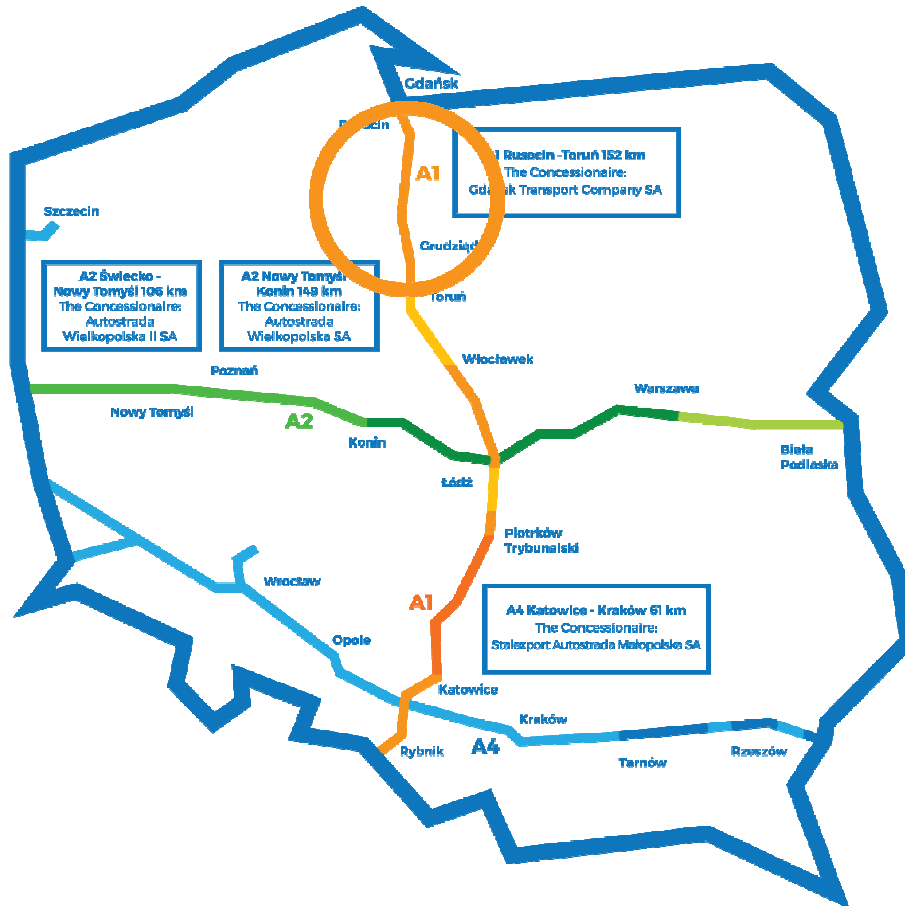 Gdańsk
A1
1 Rusocin -Toruń 152 km
The Concessionaire:
Gdańsk Transport Company SA
Szczecin
Grudziądz
A2 Świecko -
Nowy Tomyśl 106 km
The Concessionaire:
Autostrada
Wielkopolska II SA
A2 Nowy Tomyśl
Konin 149 km
The Concessionaire:
Autostrada
Wielkopolska SA
Toruń
Włocławek
Poznań
Warszawa
Nowy Tomyśl
A2
Konin
Biała
Podlaska
Łódź
Piotrków
Trybunalski
Wrocław
A1
A4 Katowice - Kraków 61 km
The Concessionaire:
Stalexport Autostrada Małopolska SA
Opole
Katowice
Kraków
Rybnik
A4
Tarnów
Rzeszów